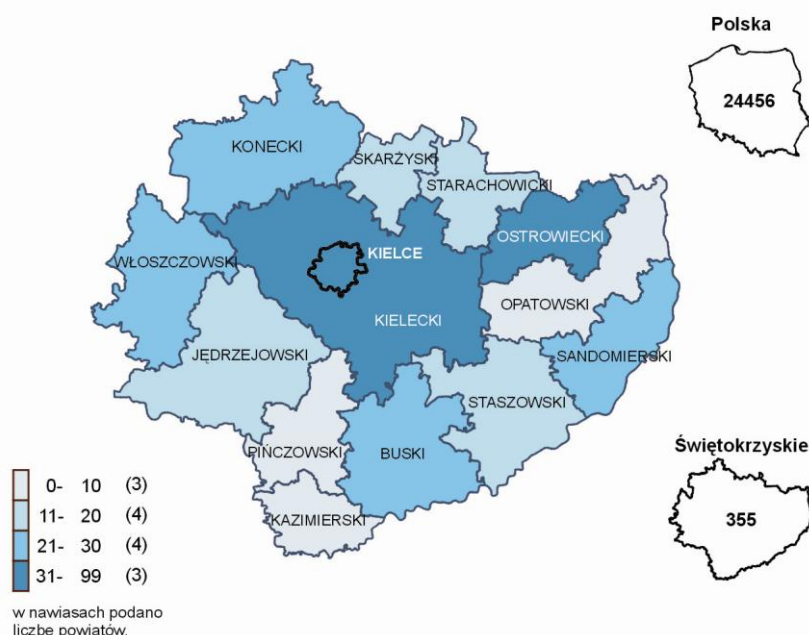 Polska
24456
KONECKI
SKARŻYSKI
STARACHOWICKI
OSTROWIECKI
WŁOSZCZOWSKI
KIELCE
OPATOWSKI
KIELECKI
JĘDRZEJOWSKI
SANDOMIERSKI
STASZOWSKI
PIŃCZOWSKI
BUSKI
KAZIMIERSKI
Świętokrzyskie
355
0- 10 (3)
11- 20 (4)
21- 30 (4)
31- 99 (3)
w nawiasach podano
liczbę powiatów.